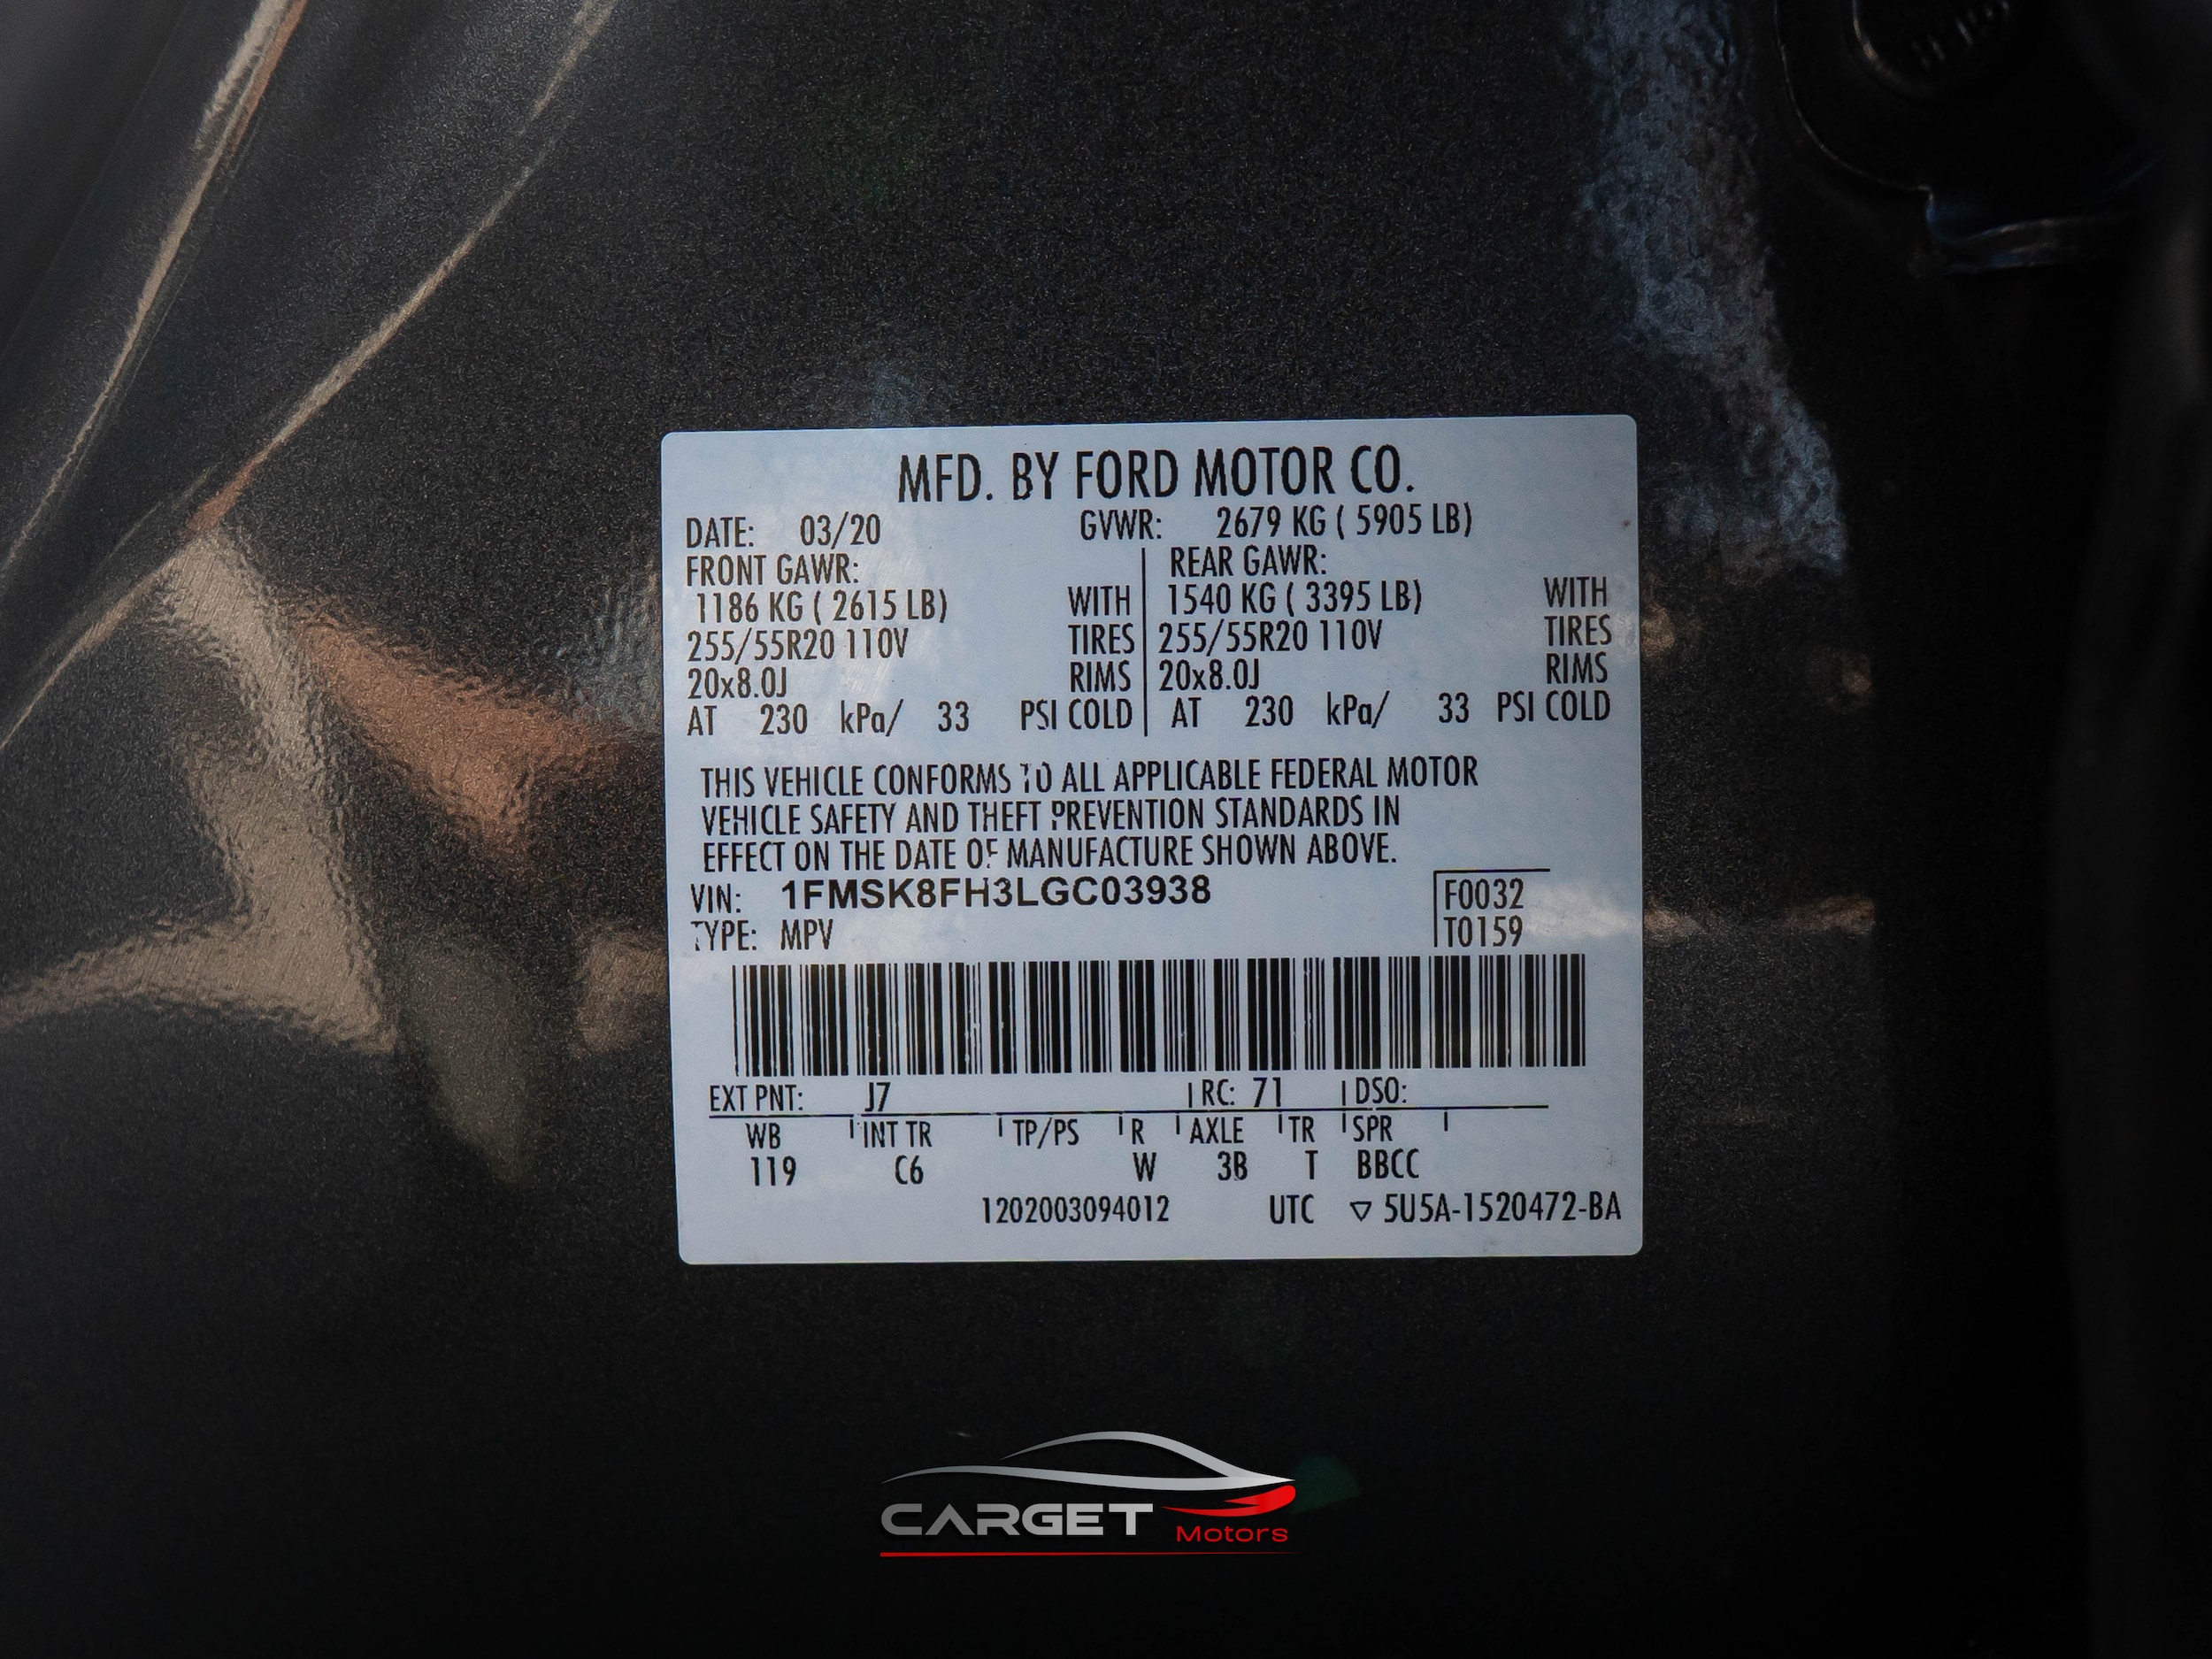 MFD. BY FORD MOTOR CO.
DATE: 03/20 GVWR: 2679 KG ( 5905 LB)
FRONT GAWR: REAR GAWR:
1186 KG ( 2615 LB) WITH 1540 KG ( 3395 LB) WITH
255/55R20 110V TIRES 255/55R20 110V TIRES
20x8.0J RIMS 20x8.0J RIMS
AT 230 kPa/ 33 PSI COLD AT 230 kPa/ 33 PSI COLD
THIS VEHICLE CONFORMS TO ALL APPLICABLE FEDERAL MOTOR
VEHICLE SAFETY AND THEFT PREVENTION STANDARDS IN
EFFECT ON THE DATE OF MANUFACTURE SHOWN ABOVE.
VIN: 1FMSK8FH3LGC03938 F0032
TYPE: MPV T0159
EXT PNT: J7 RC: 71 DSO:
WB INT TR TP/PS R AXLE TR SPR
119 C6 W 3B T BBCC
1202003094012 UTC ▽ 5U5A-1520472-BA
CARGET
Motors